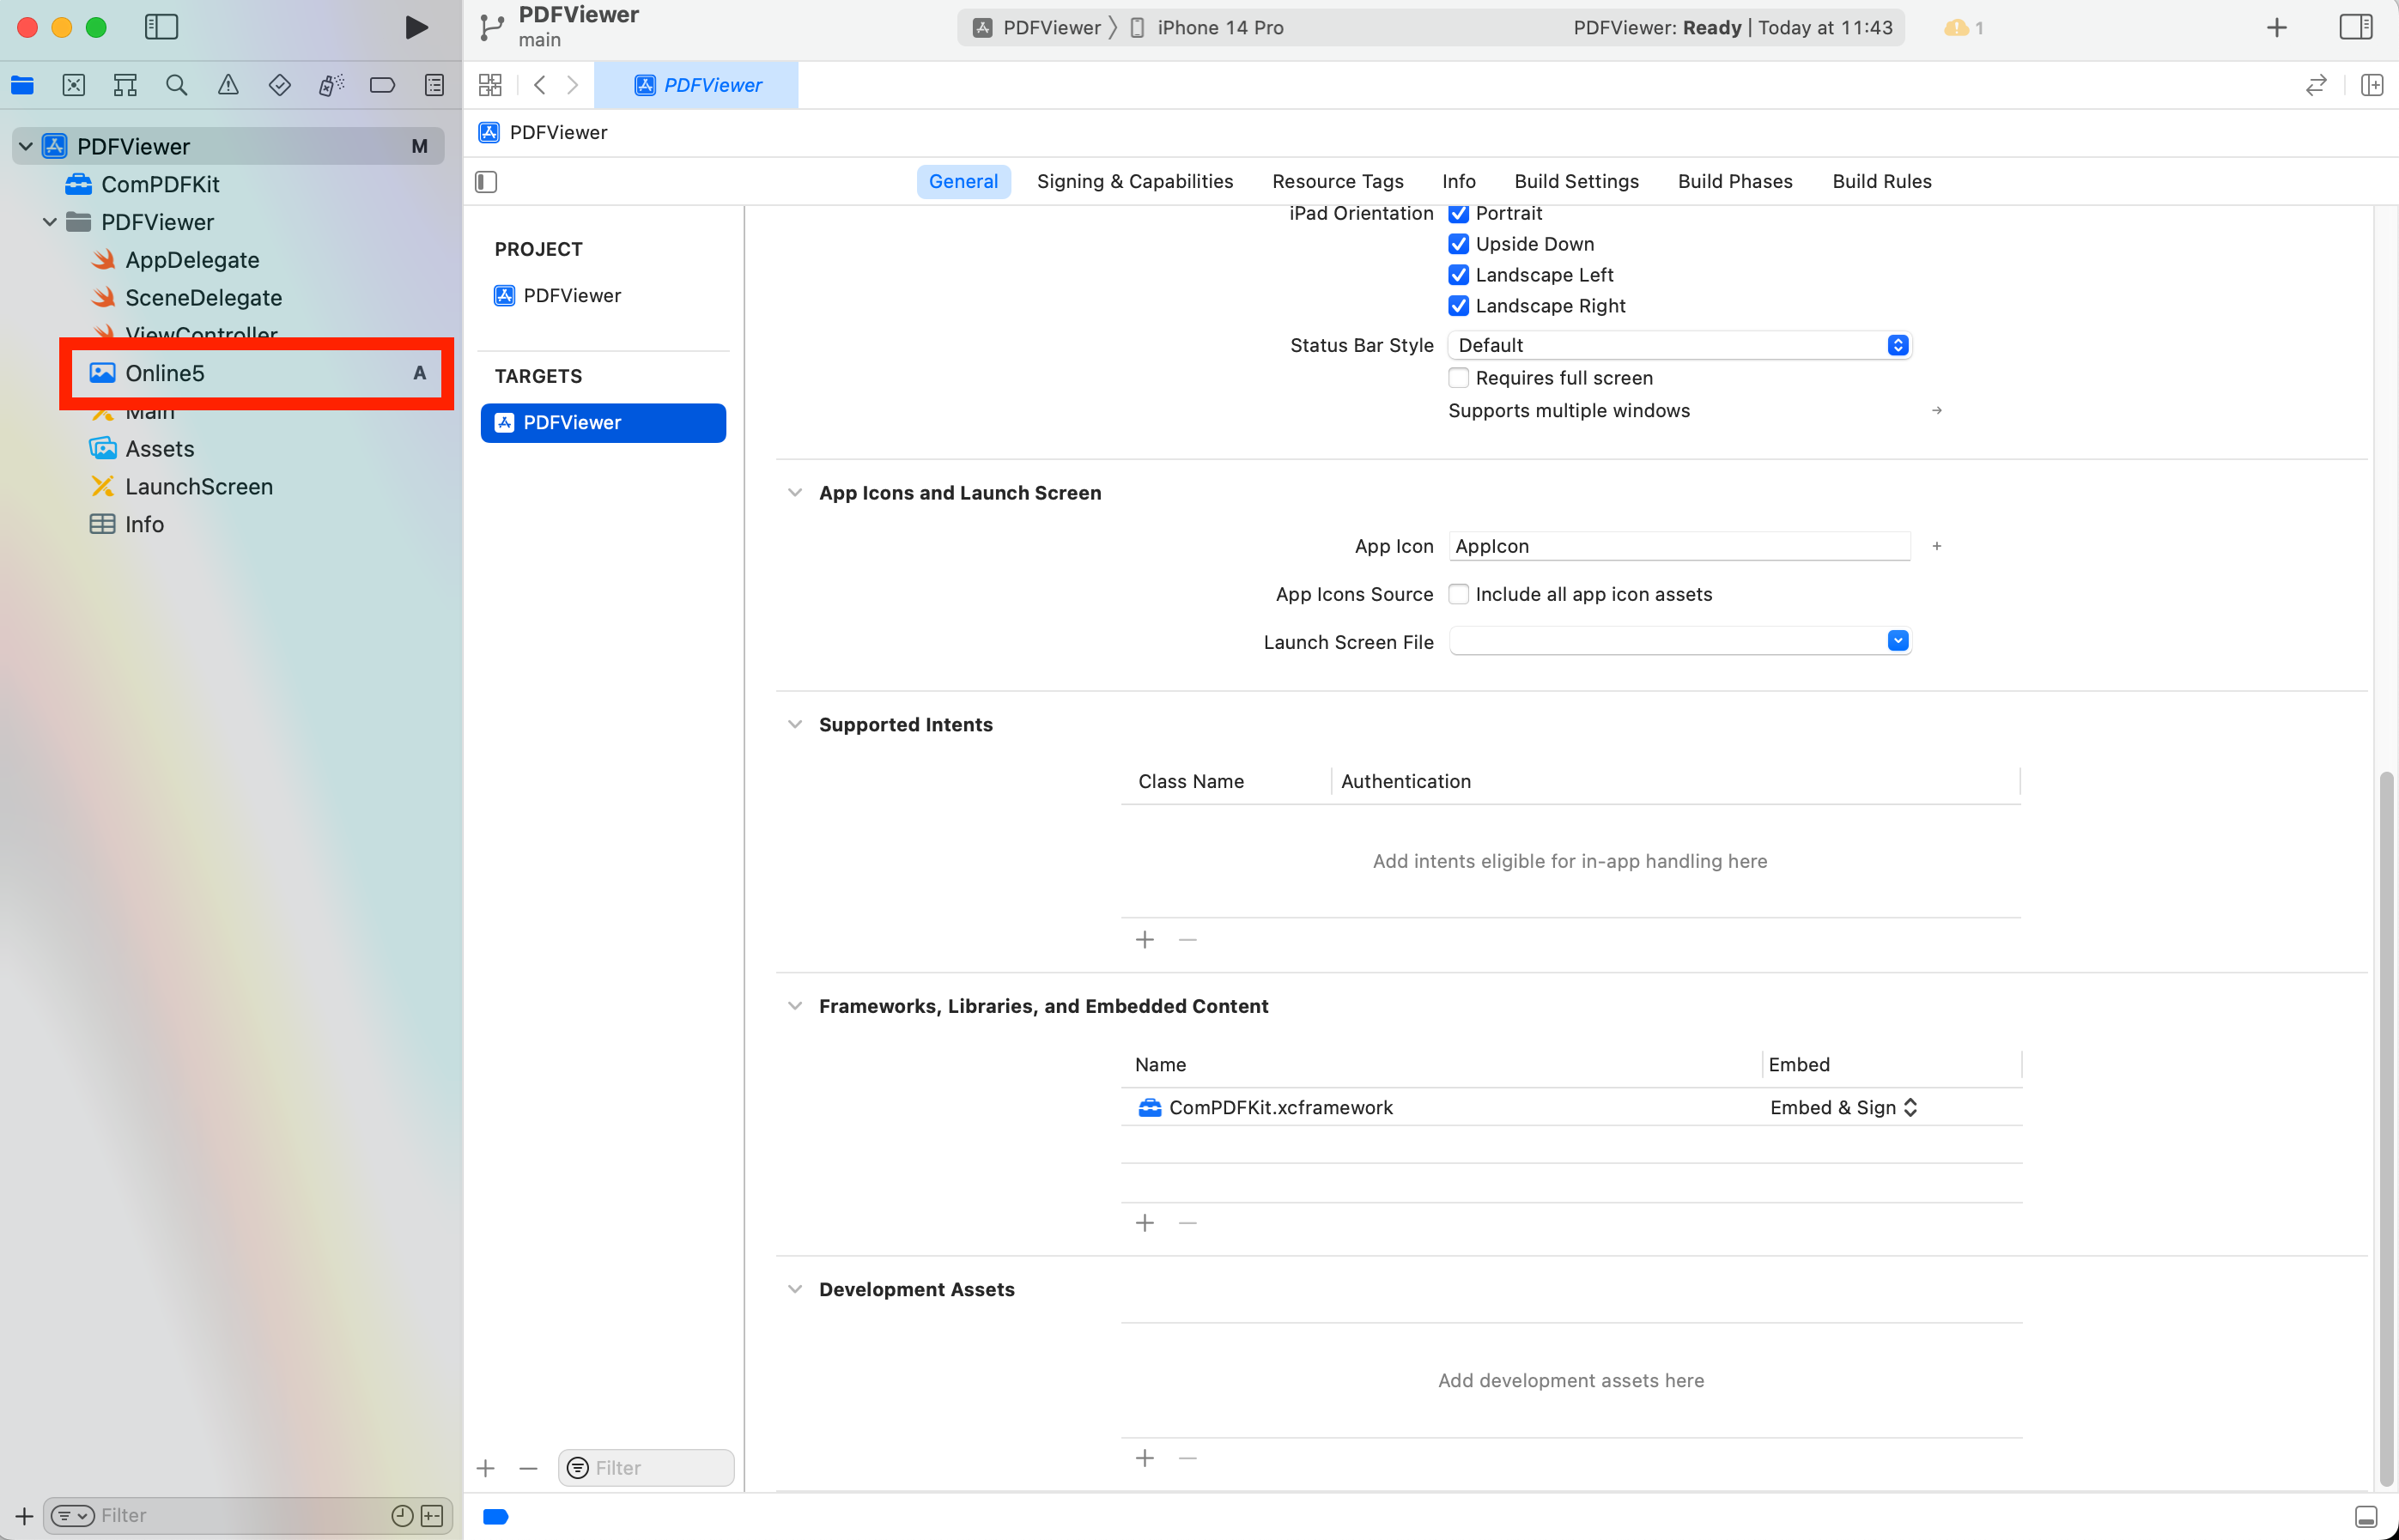 PDFViewer
main
PDFViewer
iPhone 14 Pro
PDFViewer: Ready | Today at 11:43
1
PDFViewer
PDFViewer
PDFViewer M
ComPDFKit
PDFViewer
AppDelegate
SceneDelegate
ViewController
Online5 A
Main
Assets
LaunchScreen
Info
Filter
General
Signing & Capabilities
Resource Tags
Info
Build Settings
Build Phases
Build Rules
PROJECT
PDFViewer
TARGETS
PDFViewer
Filter
iPad Orientation Portrait
Upside Down
Landscape Left
Landscape Right
Status Bar Style Default
Requires full screen
Supports multiple windows
App Icons and Launch Screen
App Icon AppIcon
App Icons Source Include all app icon assets
Launch Screen File
Supported Intents
Class Name Authentication
Add intents eligible for in-app handling here
Frameworks, Libraries, and Embedded Content
Name Embed
ComPDFKit.xcframework Embed & Sign
Development Assets
Add development assets here